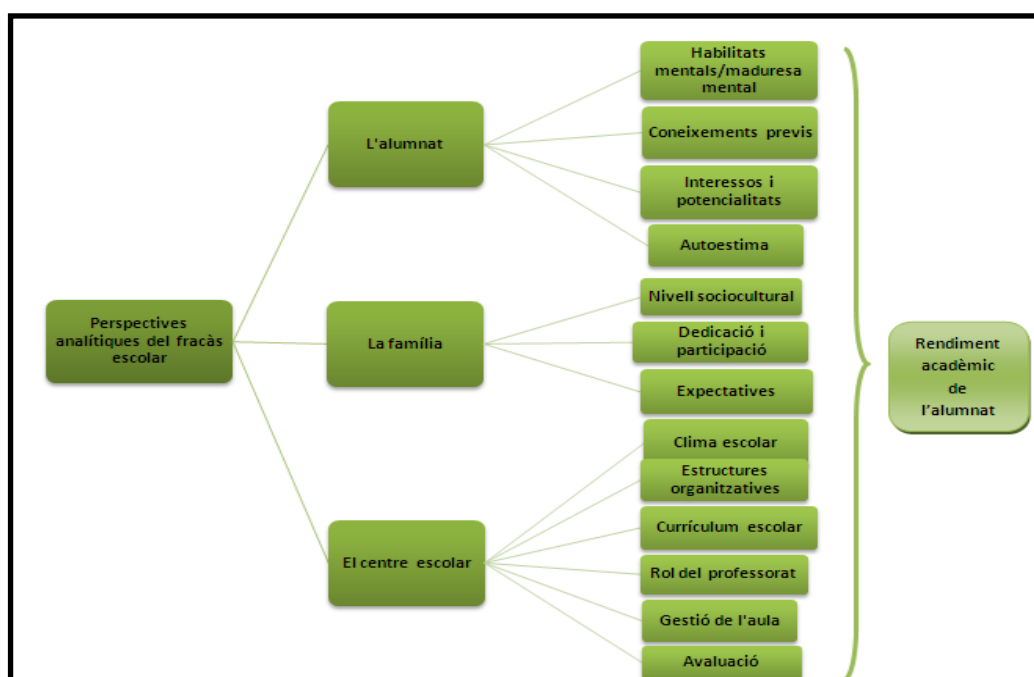 Perspectives
analítiques del fracàs
escolar
L'alumnat
Habilitats
mentals/maduresa
mental
Coneixements previs
Interessos i
potencialitats
Autoestima
La família
Nivell sociocultural
Dedicació i
participació
Expectatives
El centre escolar
Clima escolar
Estructures
organitzatives
Currículum escolar
Rol del professorat
Gestió de l'aula
Avaluació
Rendiment
acadèmic
de
l’alumnat